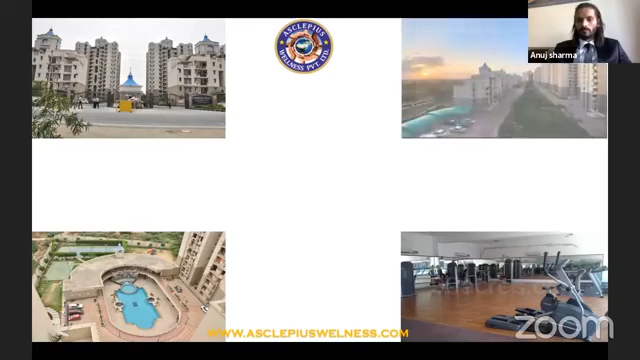 ASCLEPIUS
WELLNESS PVT. LTD.
Anuj sharma
WWW.ASCLEPIUSWELNESS.COM
zoom